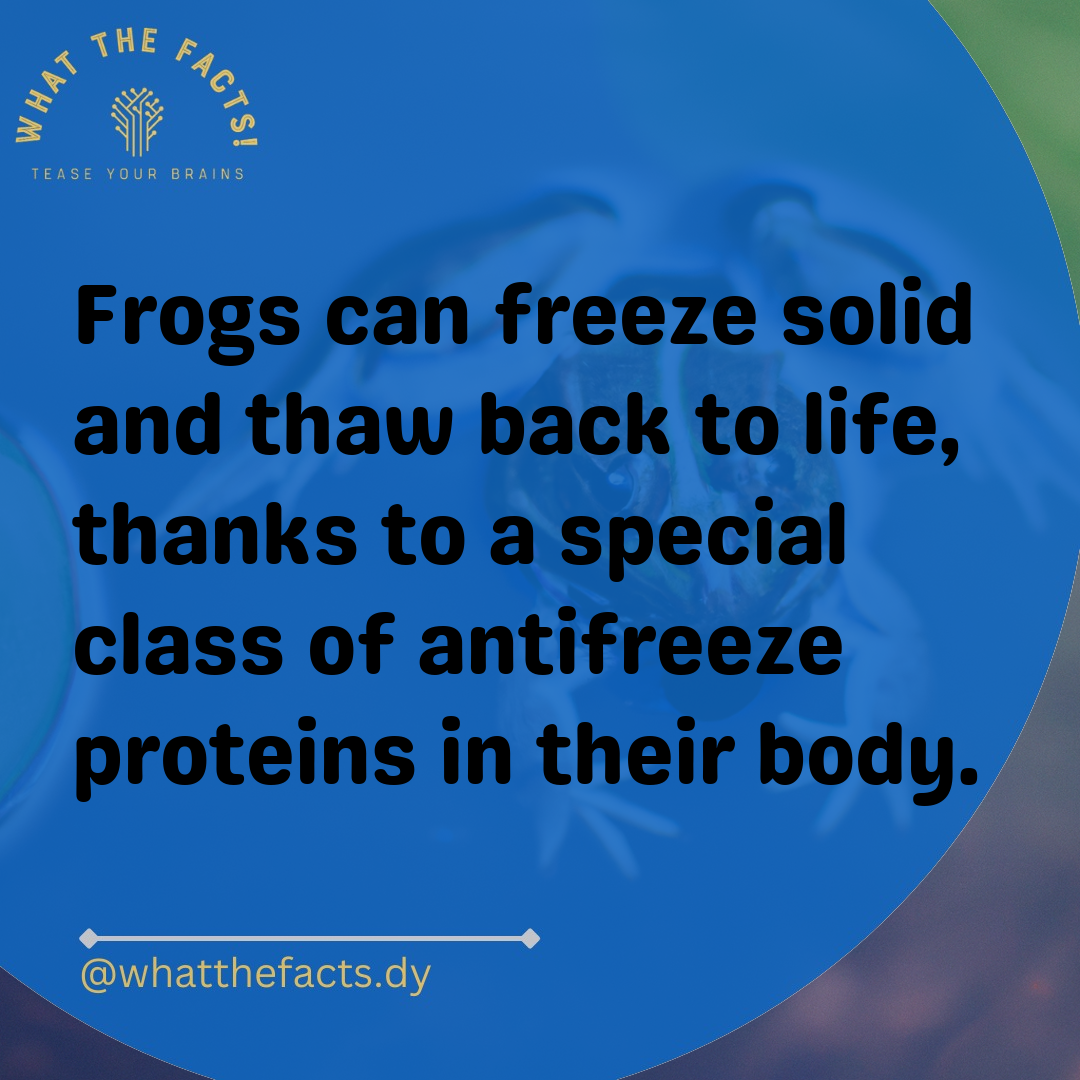 WHAT THE FACTS!
TEASE YOUR BRAINS
Frogs can freeze solid
and thaw back to life,
thanks to a special
class of antifreeze
proteins in their body.
@whatthefacts.dy